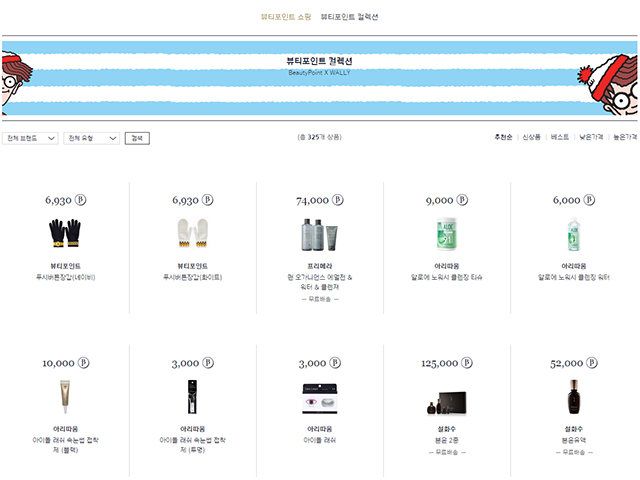 뷰티포인트 쇼핑 뷰티포인트 컬렉션
뷰티포인트 컬렉션
BeautyPoint X WALLY
전체 브랜드 전체 유형 검색 (총 325개 상품) 추천순 | 신상품 | 베스트 | 낮은가격 | 높은가격
6,930 β 6,930 β 74,000 β 9,000 β 6,000 β
뷰티포인트 뷰티포인트 프리메라 아리따움 아리따움
푸시버튼장갑(네이비) 푸시버튼장갑(화이트) 맨 오가니언스 에멀전 & 알로에 노워시 클렌징 티슈 알로에 노워시 클렌징 워터
워터 & 클렌저
— 무료배송 —
10,000 β 3,000 β 3,000 β 125,000 β 52,000 β
아리따움 아리따움 아리따움 설화수 설화수
아이돌 래쉬 속눈썹 접착 아이돌 래쉬 속눈썹 접착 아이돌 래쉬 본윤 2종 본윤유액
제 (블랙) 제 (투명) — 무료배송 — — 무료배송 —